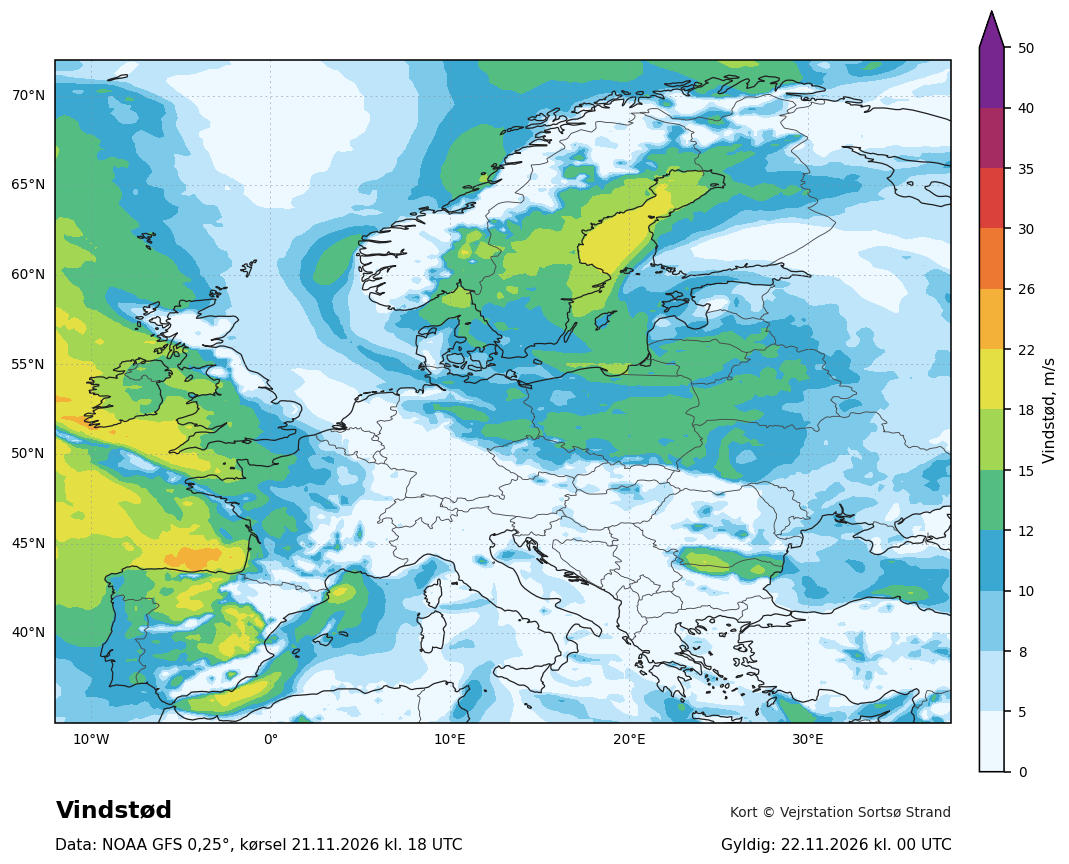 50
40
35
30
26
22
18
15
12
10
8
5
0
Vindstød, m/s
70°N
65°N
60°N
55°N
50°N
45°N
40°N
10°W
0°
10°E
20°E
30°E
Vindstød
Kort © Vejrstation Sortsø Strand
Data: NOAA GFS 0,25°, kørsel 21.11.2026 kl. 18 UTC
Gyldig: 22.11.2026 kl. 00 UTC